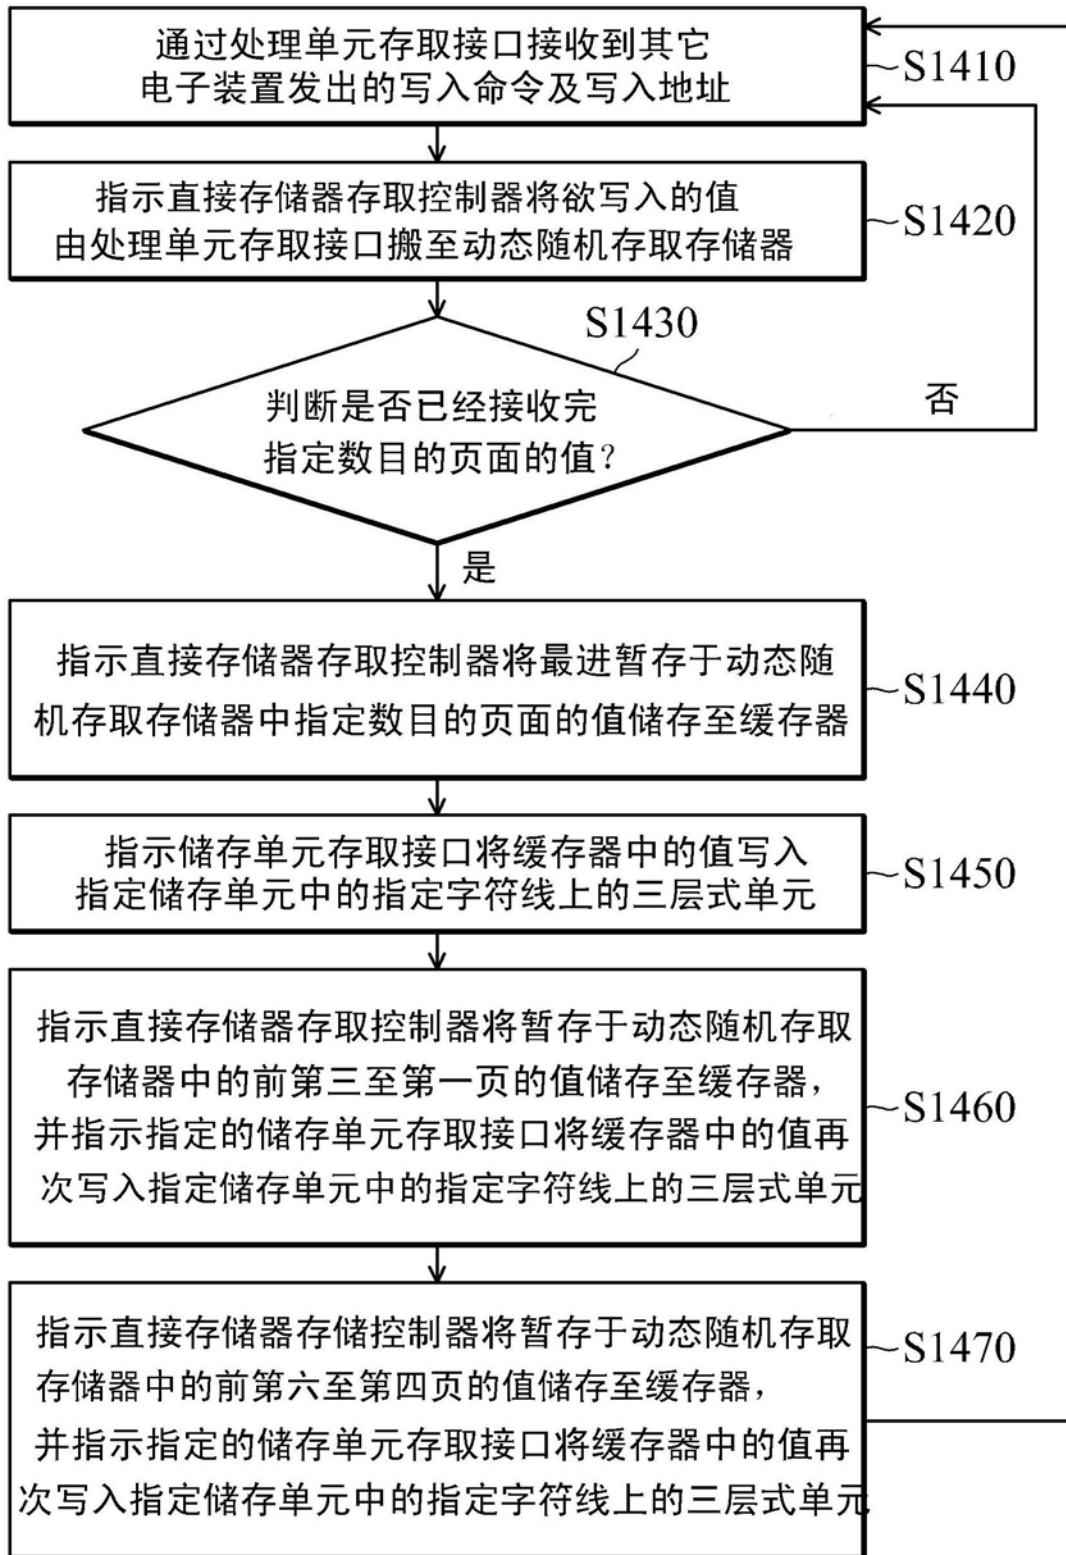 通过处理单元存取接口接收到其它
电子装置发出的写入命令及写入地址
S1410
指示直接存储器存取控制器将欲写入的值
由处理单元存取接口搬至动态随机存取存储器
S1420
S1430
判断是否已经接收完
指定数目的页面的值?
否
是
指示直接存储器存取控制器将最进暂存于动态随
机存取存储器中指定数目的页面的值储存至缓存器
S1440
指示储存单元存取接口将缓存器中的值写入
指定储存单元中的指定字符线上的三层式单元
S1450
指示直接存储器存取控制器将暂存于动态随机存取
存储器中的前第三至第一页的值储存至缓存器,
并指示指定的储存单元存取接口将缓存器中的值再
次写入指定储存单元中的指定字符线上的三层式单元
S1460
指示直接存储器存储控制器将暂存于动态随机存取
存储器中的前第六至第四页的值储存至缓存器,
并指示指定的储存单元存取接口将缓存器中的值再
次写入指定储存单元中的指定字符线上的三层式单元
S1470